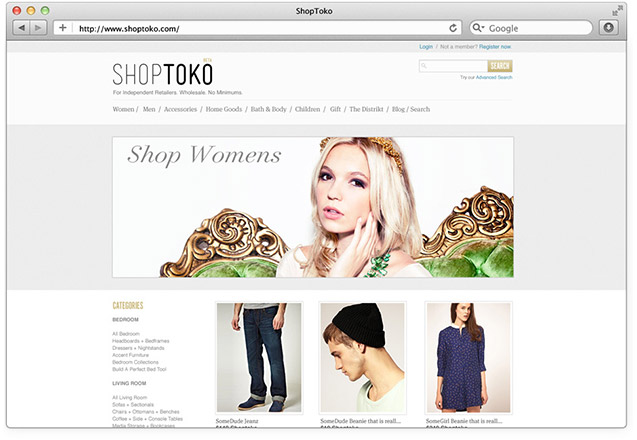 ShopToko
http://www.shoptoko.com/
Google
Login / Not a member? Register now.
BETA
SHOPTOKO
SEARCH
For Independent Retailers. Wholesale. No Minimums.
Try our Advanced Search
Women / Men / Accessories / Home Goods / Bath & Body / Children / Gift / The Distrikt / Blog / Search
Shop Womens
CATEGORIES
BEDROOM
All Bedroom
Headboards + Bedframes
Dressers + Nightstands
Accent Furniture
Bedroom Collections
Build A Perfect Bed Tool
LIVING ROOM
All Living Room
Sofas + Sectionals
Chairs + Ottomans + Benches
Coffee + Side + Console Tables
Media Storage + Bookcases
SomeDude Jeanz
Shoptoko
SomeDude Beanie that is reall....
Shoptoko
SomeGirl Beanie that is reall....
Shoptoko